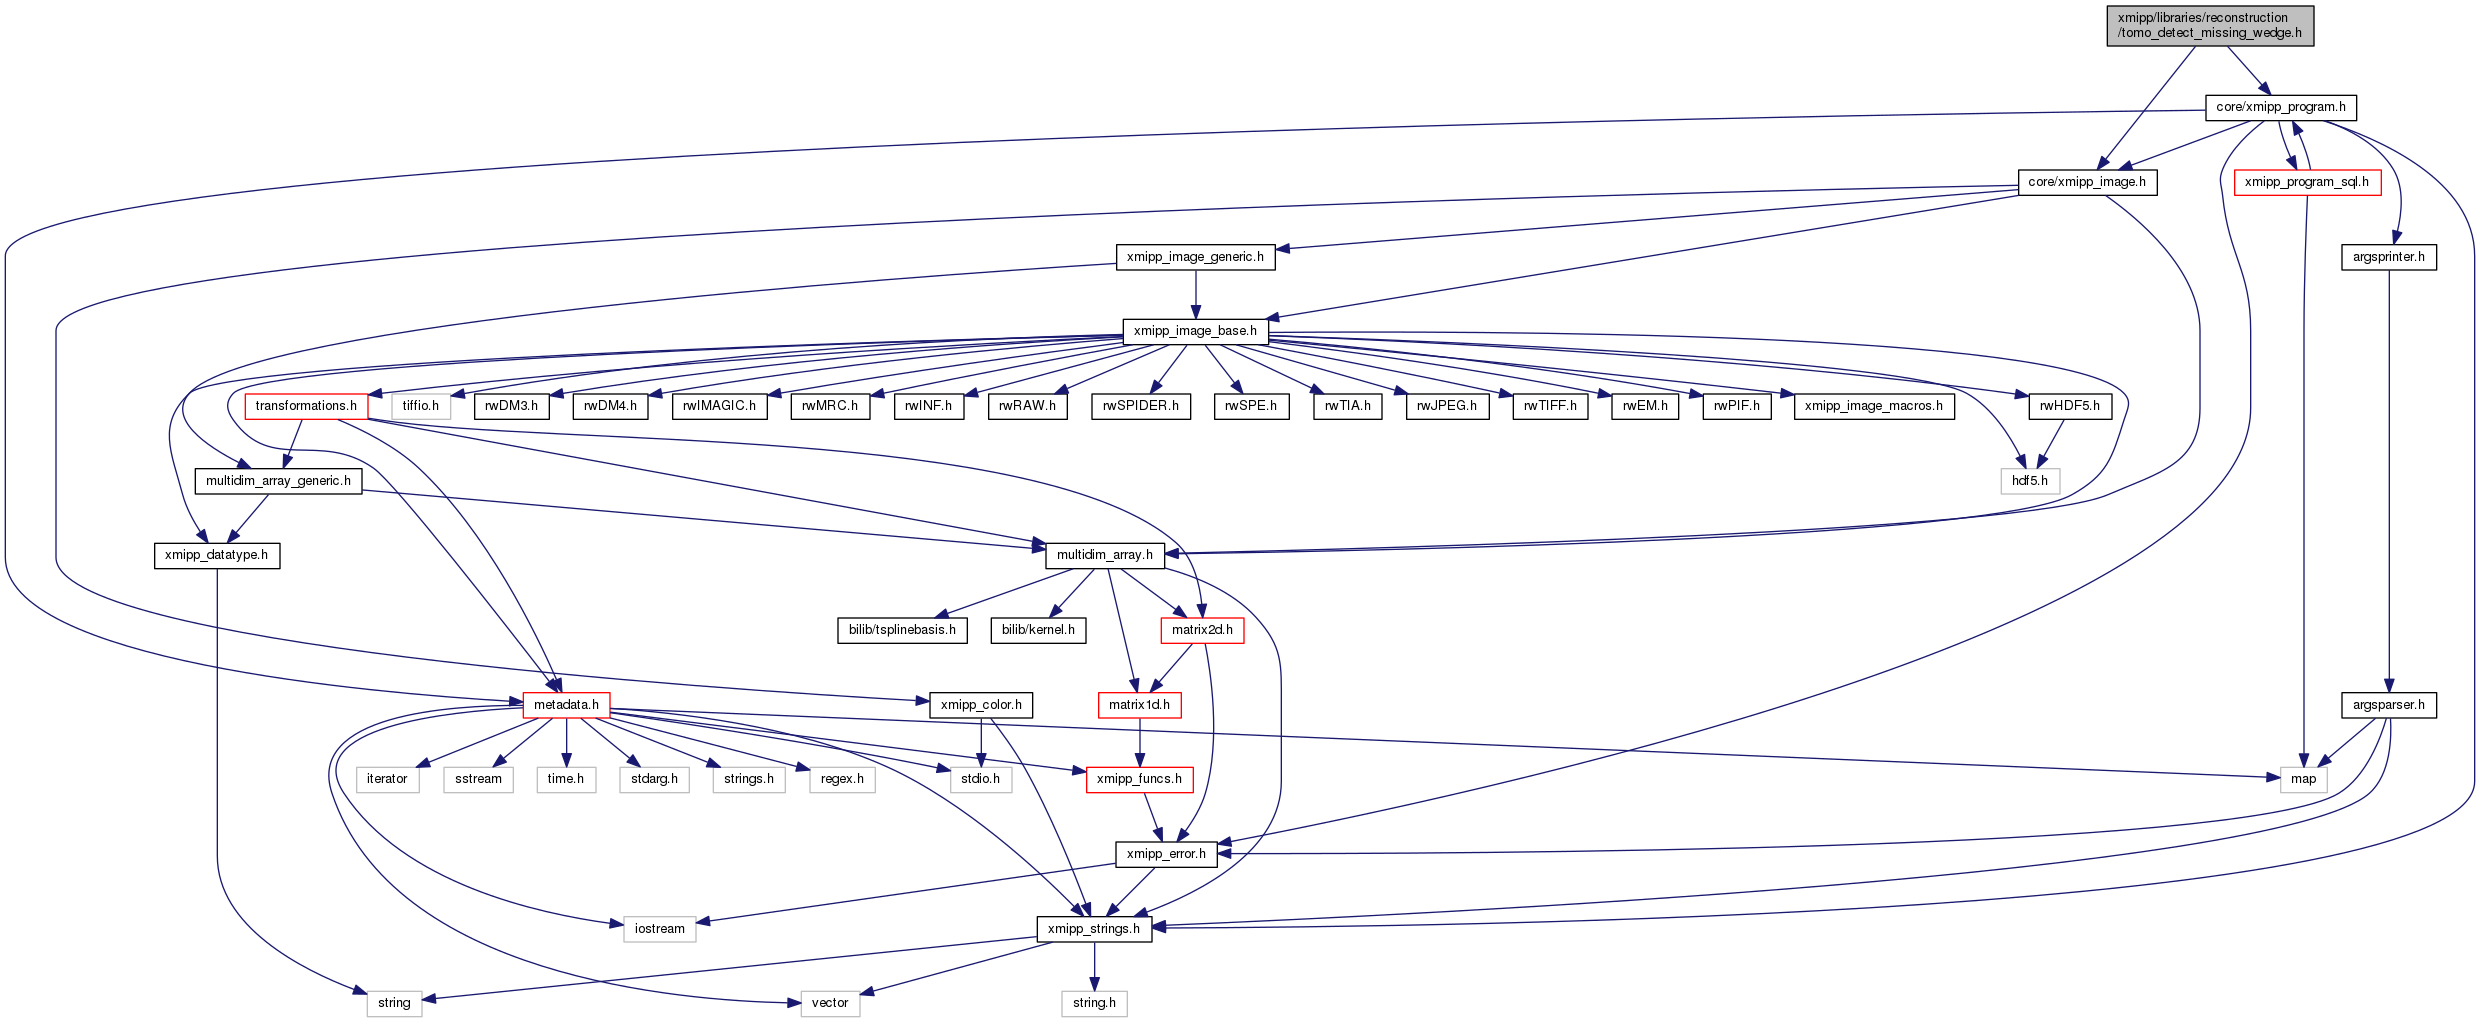 xmipp/libraries/reconstruction
/tomo_detect_missing_wedge.h
core/xmipp_program.h
core/xmipp_image.h
xmipp_program_sql.h
xmipp_image_generic.h
argsprinter.h
xmipp_image_base.h
transformations.h
tiffio.h
rwDM3.h
rwDM4.h
rwIMAGIC.h
rwMRC.h
rwINF.h
rwRAW.h
rwSPIDER.h
rwSPE.h
rwTIA.h
rwJPEG.h
rwTIFF.h
rwEM.h
rwPIF.h
xmipp_image_macros.h
rwHDF5.h
multidim_array_generic.h
hdf5.h
xmipp_datatype.h
multidim_array.h
bilib/tsplinebasis.h
bilib/kernel.h
matrix2d.h
metadata.h
xmipp_color.h
matrix1d.h
argsparser.h
iterator
sstream
time.h
stdarg.h
strings.h
regex.h
stdio.h
xmipp_funcs.h
map
xmipp_error.h
iostream
xmipp_strings.h
string
vector
string.h